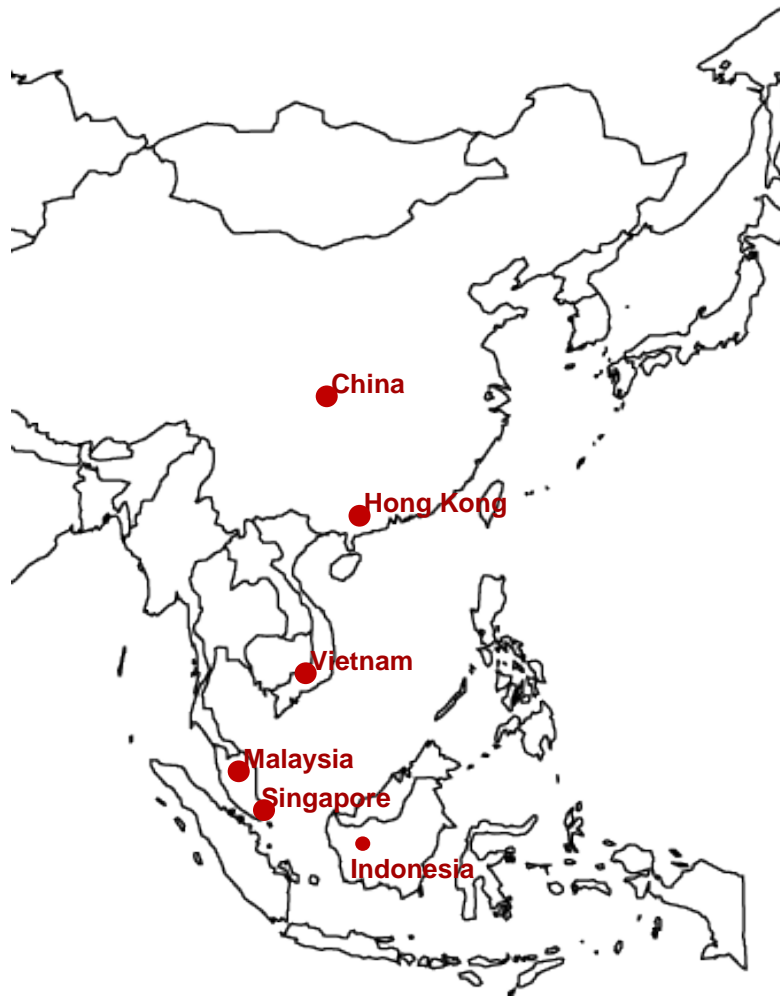 China
Hong Kong
Vietnam
Malaysia
Singapore
Indonesia